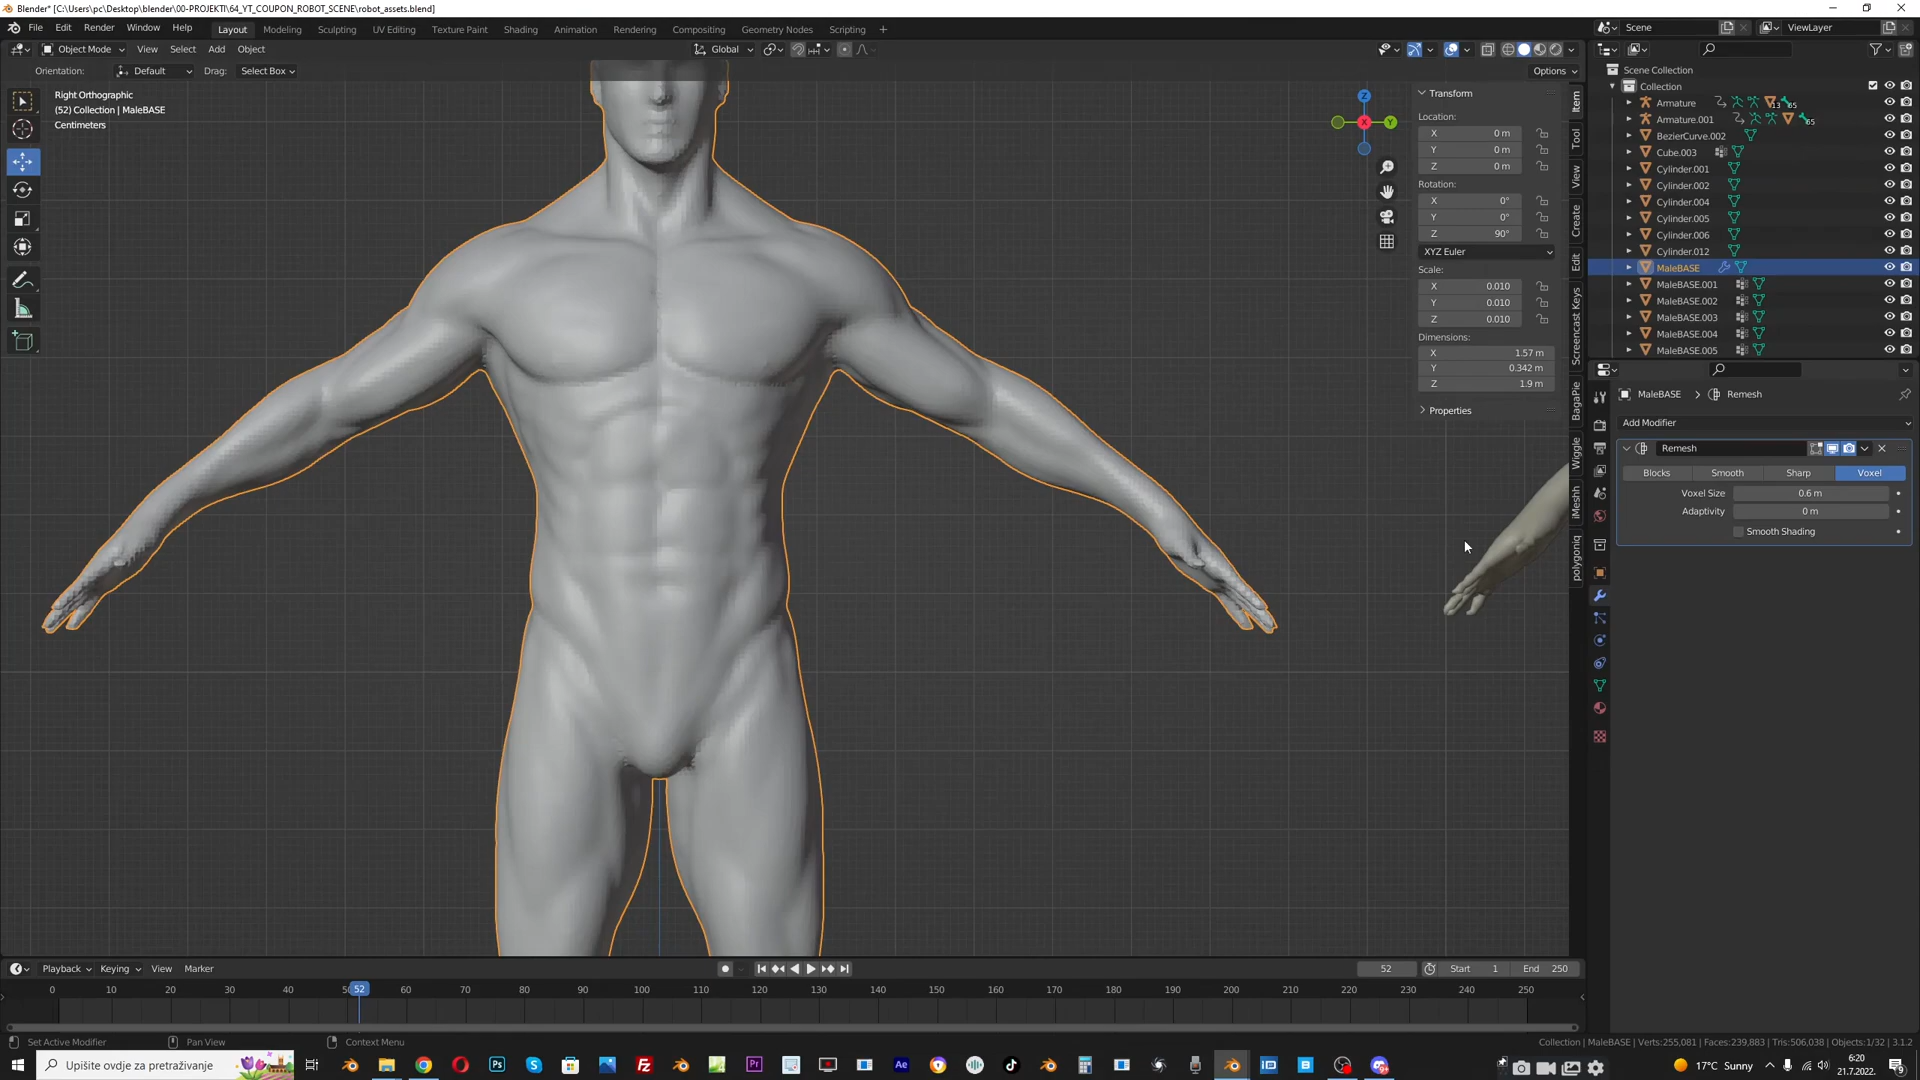 Blender* [C:\Users\pc\Desktop\blender\00-PROJEKTI\64_YT_COUPON_ROBOT_SCENE\robot_assets.blend]
File Edit Render Window Help Layout Modeling Sculpting UV Editing Texture Paint Shading Animation Rendering Compositing Geometry Nodes Scripting + Scene ViewLayer
Object Mode View Select Add Object Global
Orientation: Default Drag: Select Box Options
Right Orthographic
(52) Collection | MaleBASE
Centimeters
Z
X
Y
Transform
Location:
X 0 m
Y 0 m
Z 0 m
Rotation:
X 0°
Y 0°
Z 90°
XYZ Euler
Scale:
X 0.010
Y 0.010
Z 0.010
Dimensions:
X 1.57 m
Y 0.342 m
Z 1.9 m
Properties
Item
Tool
View
Create
Edit
Screencast Keys
BagaPie
Wiggle
iMeshh
polygoniq
Scene Collection
Collection
Armature 13 65
Armature.001 65
BezierCurve.002
Cube.003
Cylinder.001
Cylinder.002
Cylinder.004
Cylinder.005
Cylinder.006
Cylinder.012
MaleBASE
MaleBASE.001
MaleBASE.002
MaleBASE.003
MaleBASE.004
MaleBASE.005
MaleBASE > Remesh
Add Modifier
Remesh
Blocks Smooth Sharp Voxel
Voxel Size 0.6 m
Adaptivity 0 m
Smooth Shading
Playback Keying View Marker 52 Start 1 End 250
0 10 20 30 40 52 60 70 80 90 100 110 120 130 140 150 160 170 180 190 200 210 220 230 240 250
Set Active Modifier Pan View Context Menu Collection | MaleBASE | Verts:255,081 | Faces:239,883 | Tris:506,038 | Objects:1/32 | 3.1.2
Upišite ovdje za pretraživanje Ps Pr Ae 17°C Sunny 6:20
21.7.2022.